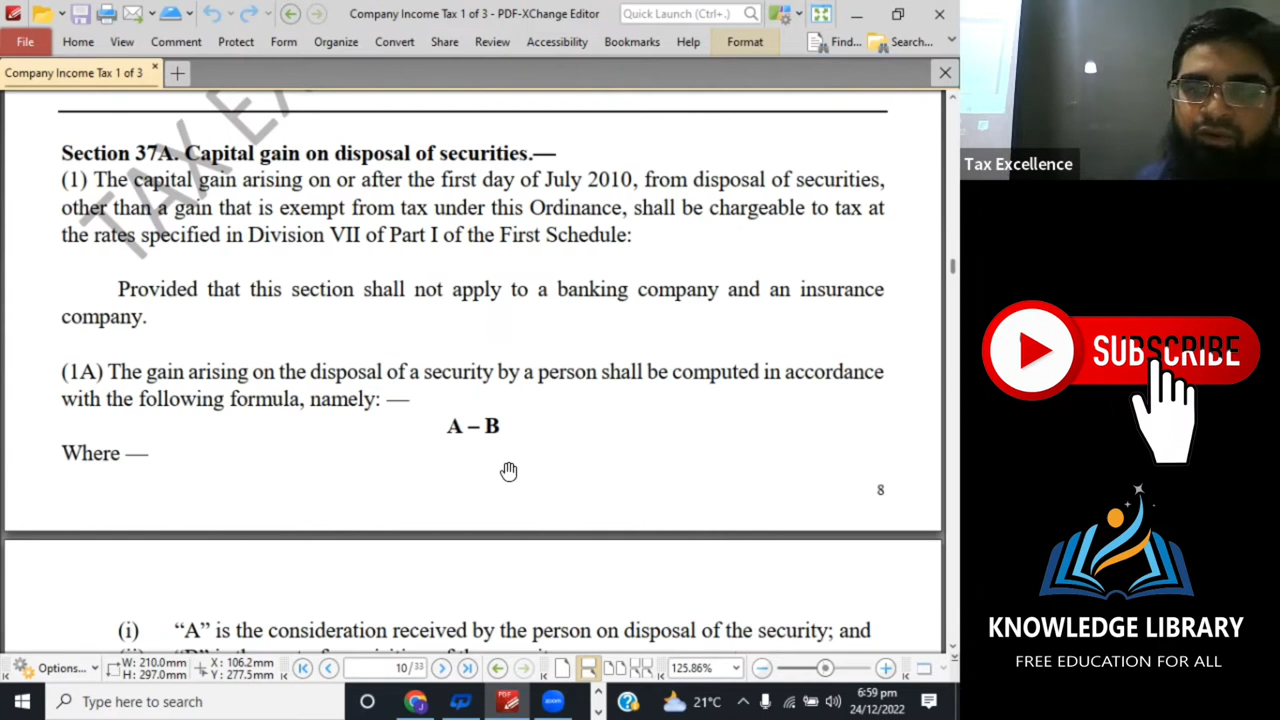 Company Income Tax 1 of 3 - PDF-XChange Editor
Quick Launch (Ctrl+.)
File Home View Comment Protect Form Organize Convert Share Review Accessibility Bookmarks Help Format Find... Search...
Company Income Tax 1 of 3
TAX EX
Section 37A. Capital gain on disposal of securities.—
(1) The capital gain arising on or after the first day of July 2010, from disposal of securities,
other than a gain that is exempt from tax under this Ordinance, shall be chargeable to tax at
the rates specified in Division VII of Part I of the First Schedule:
Provided that this section shall not apply to a banking company and an insurance
company.
(1A) The gain arising on the disposal of a security by a person shall be computed in accordance
with the following formula, namely: —
A – B
Where —
8
(i) “A” is the consideration received by the person on disposal of the security; and
Options... W: 210.0mm H: 297.0mm X: 106.2mm Y: 277.5mm 10 / 33 125.86%
Type here to search
21°C
6:59 pm
24/12/2022
Tax Excellence
SUBSCRIBE
KNOWLEDGE LIBRARY
FREE EDUCATION FOR ALL